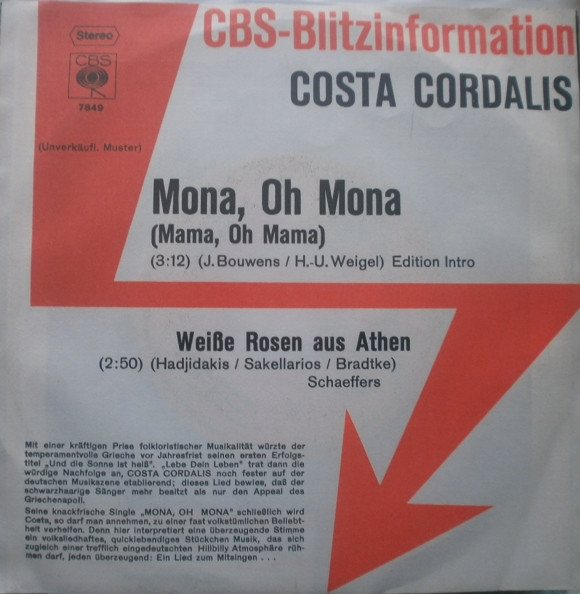 Stereo
CBS
7849
CBS-Blitzinformation
COSTA CORDALIS
(Unverkäufl. Muster)
Mona, Oh Mona
(Mama, Oh Mama)
(3:12) (J. Bouwens / H.-U. Weigel) Edition Intro
Weiße Rosen aus Athen
(2:50) (Hadjidakis / Sakellarios / Bradtke)
Schaeffers
Mit einer kräftigen Prise folkloristischer Musikalität würzte der
temperamentvolle Grieche vor Jahresfrist seinen ersten Erfolgs-
titel „Und die Sonne ist heiß". „Lebe Dein Leben" trat dann die
würdige Nachfolge an, COSTA CORDALIS noch fester auf der
deutschen Musikszene etablierend; dieses Lied bewies, daß der
schwarzhaarige Sänger mehr besitzt als nur den Appeal des
Griechenapoll.
Seine knackfrische Single „MONA, OH MONA" schließlich wird
Costa, so darf man annehmen, zu einer fast volkstümlichen Beliebt-
heit verhelfen. Denn hier interpretiert eine überzeugende Stimme
ein volksliedhaftes, quicklebendiges Stückchen Musik, das sich
zugleich einer trefflich eingedeutschten Hillbilly Atmosphäre rüh-
men darf, jeden überzeugend: Ein Lied zum Mitsingen . . .